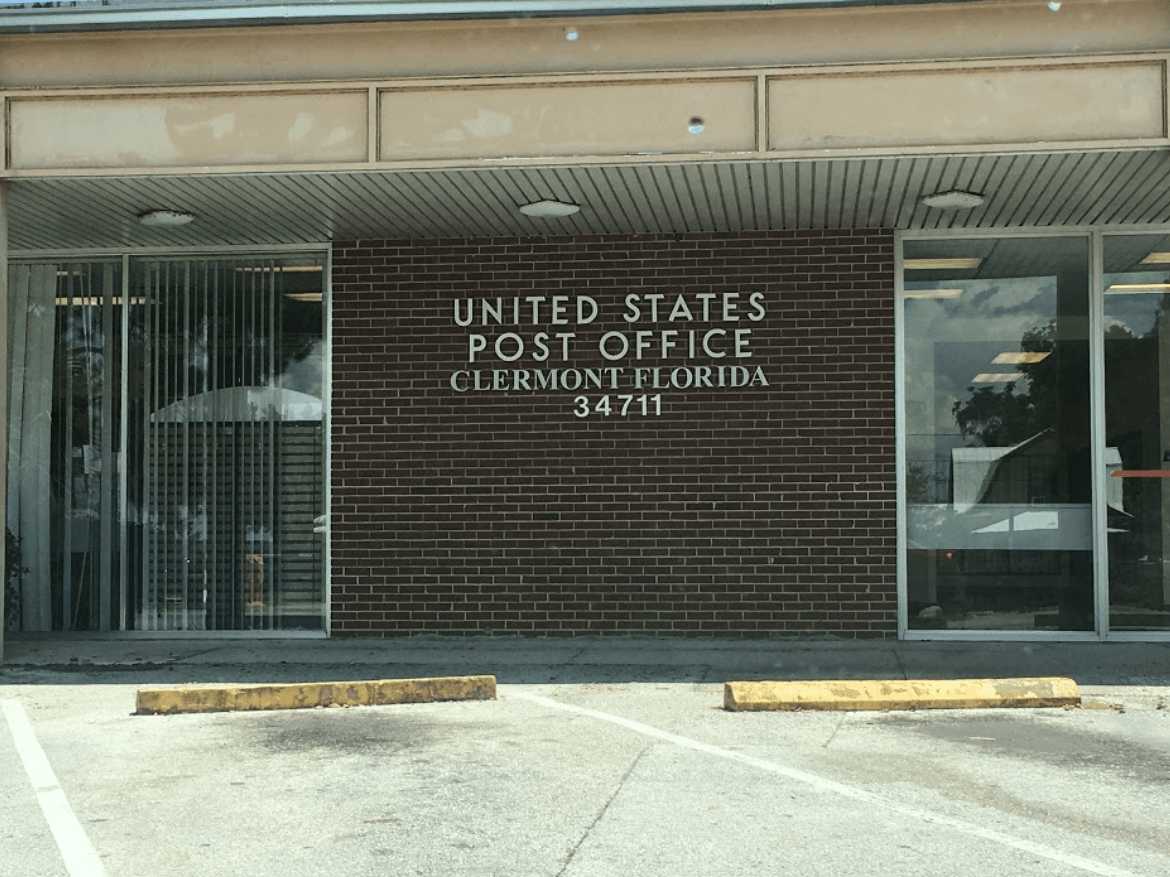 UNITED STATES
POST OFFICE
CLERMONT FLORIDA
34711